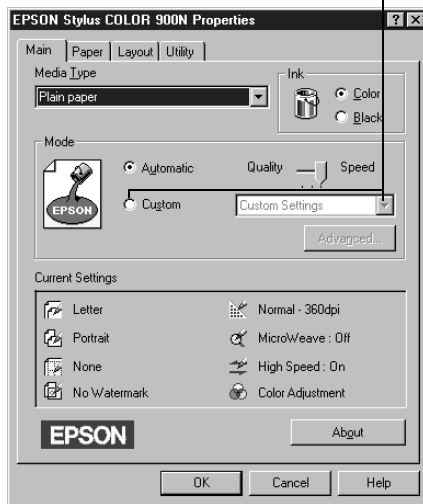 EPSON Stylus COLOR 900N Properties ? X
Main Paper Layout Utility
Media Type
Plain paper
Ink
Color
Black
Mode
EPSON
Automatic
Quality Speed
Custom
Custom Settings
Advanced...
Current Settings
Letter
Portrait
None
No Watermark
Normal - 360dpi
MicroWeave : Off
High Speed : On
Color Adjustment
EPSON
About
OK Cancel Help